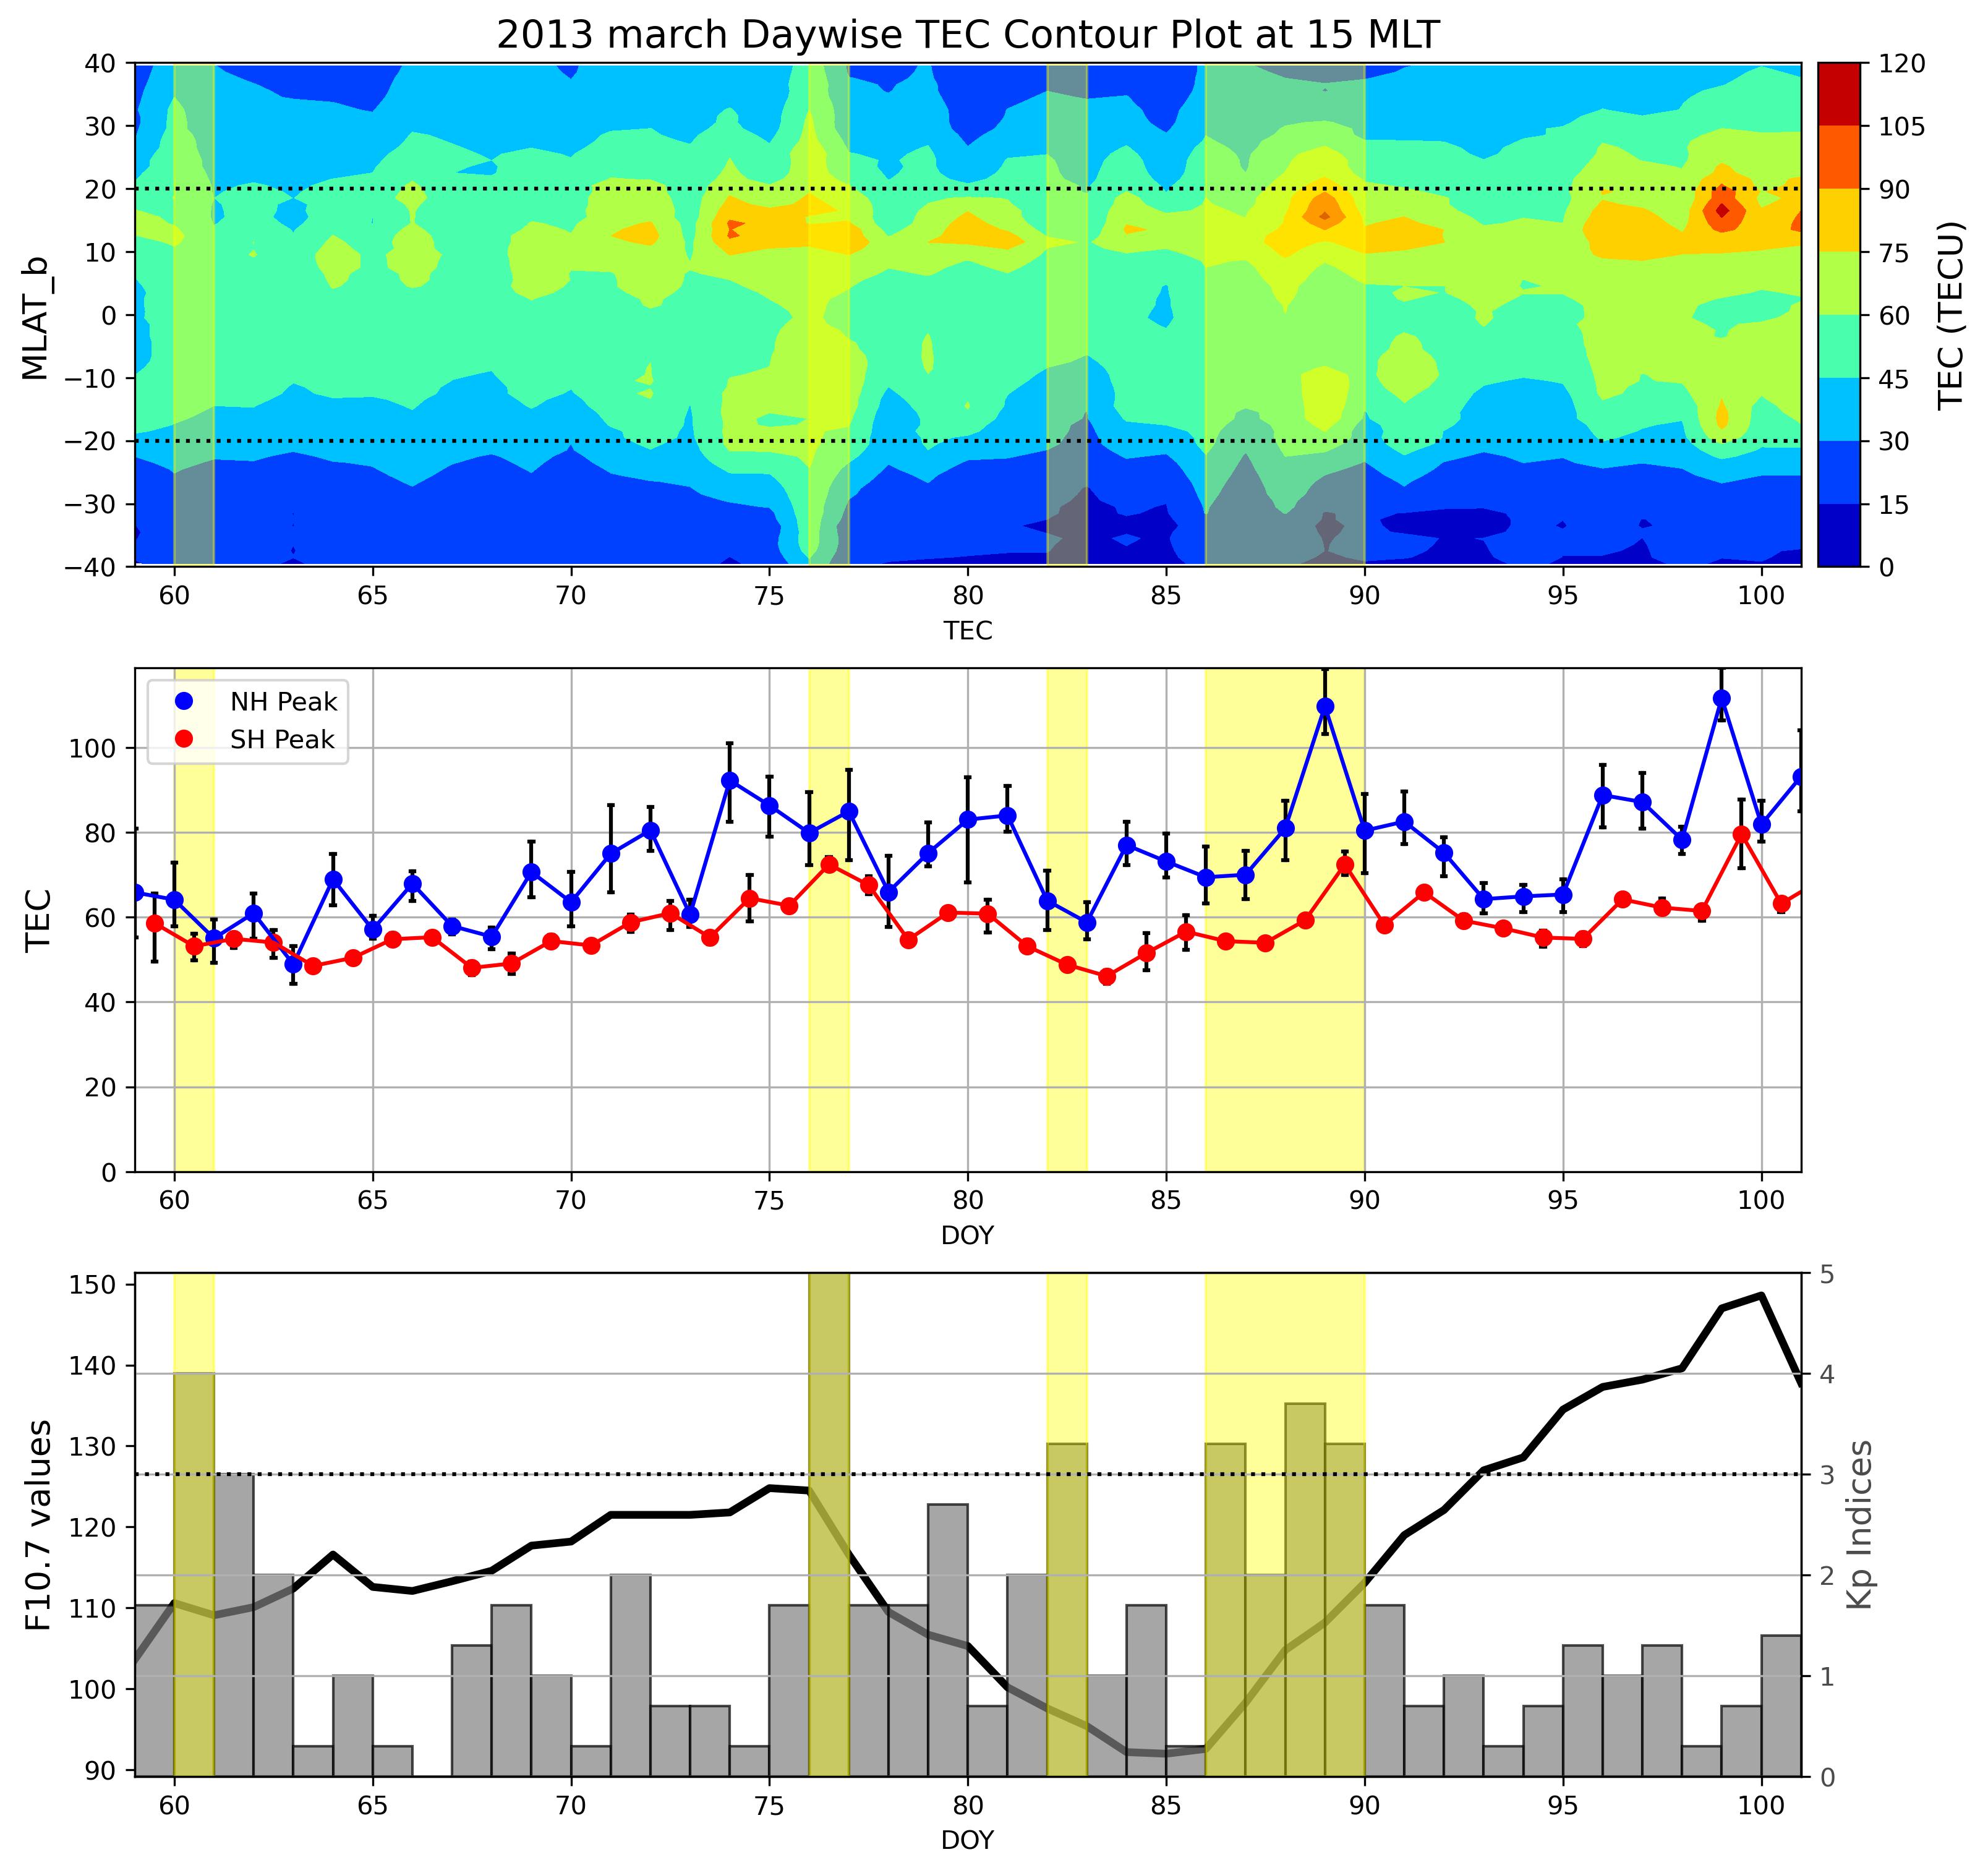 2013 march Daywise TEC Contour Plot at 15 MLT
MLAT_b
40
30
20
10
0
−10
−20
−30
−40
60 65 70 75 80 85 90 95 100
TEC
120
105
90
75
60
45
30
15
0
TEC (TECU)
NH Peak
SH Peak
TEC
100
80
60
40
20
0
60 65 70 75 80 85 90 95 100
DOY
F10.7 values
150
140
130
120
110
100
90
60 65 70 75 80 85 90 95 100
DOY
5
4
3
2
1
0
Kp Indices